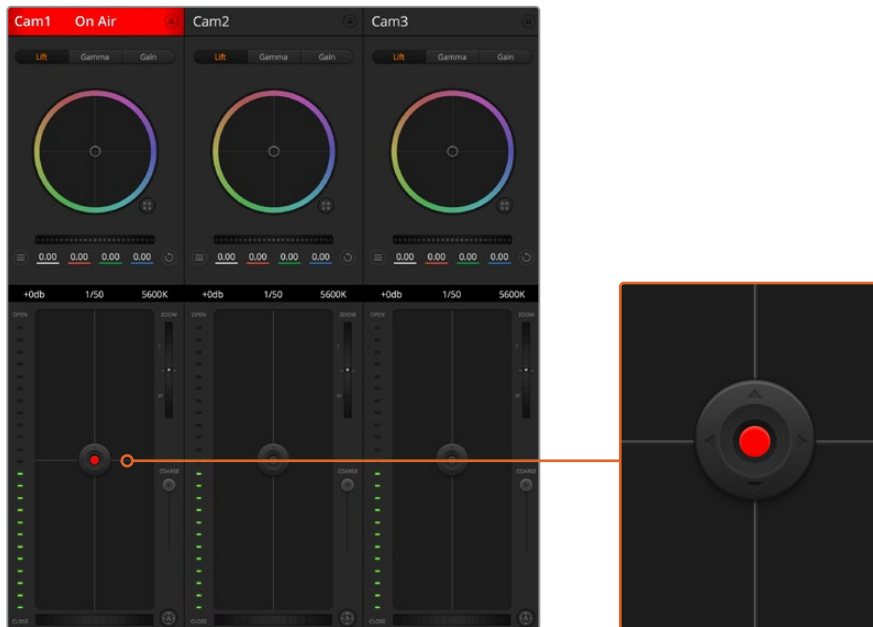 Cam1 On Air Cam2 Cam3
Lift Gamma Gain Lift Gamma Gain Lift Gamma Gain
0.00 0.00 0.00 0.00 0.00 0.00 0.00 0.00 0.00 0.00 0.00 0.00
+0db 1/50 5600K +0db 1/50 5600K +0db 1/50 5600K
OPEN ZOOM OPEN ZOOM OPEN ZOOM
T T T
W W W
COARSE COARSE COARSE
CLOSE CLOSE CLOSE